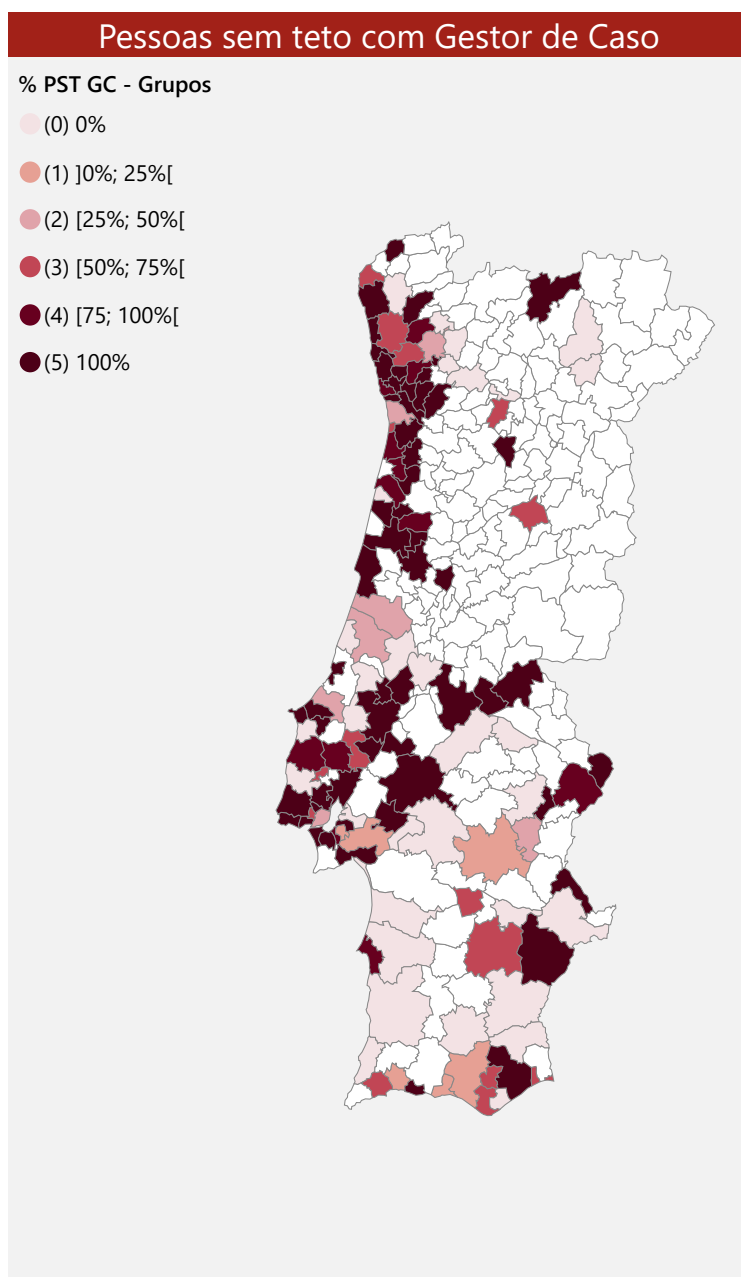 Pessoas sem teto com Gestor de Caso
% PST GC - Grupos
(0) 0%
(1) ]0%; 25%[
(2) [25%; 50%[
(3) [50%; 75%[
(4) [75; 100%[
(5) 100%